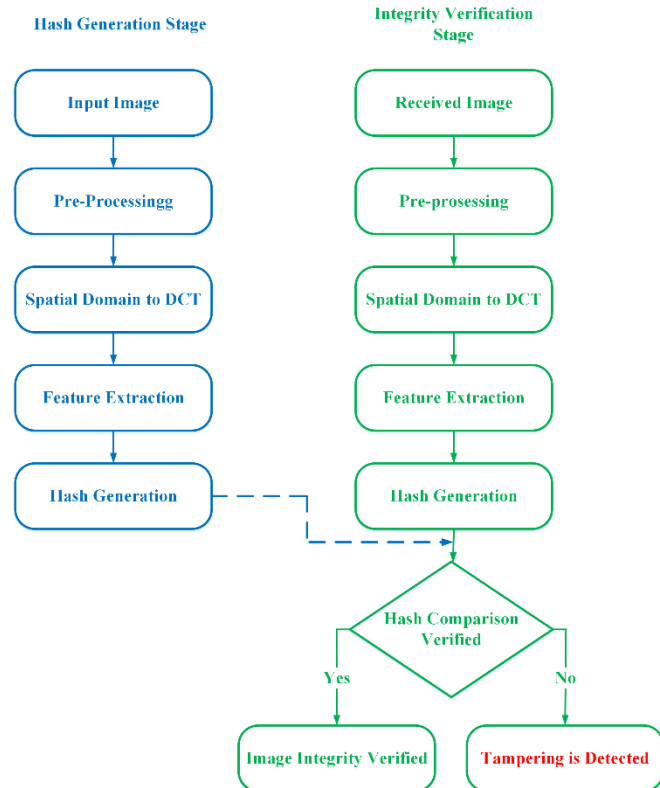 Hash Generation Stage
Input Image
Pre-Processingg
Spatial Domain to DCT
Feature Extraction
Hash Generation
Integrity Verification
Stage
Received Image
Pre-prosessing
Spatial Domain to DCT
Feature Extraction
Hash Generation
Hash Comparison
Verified
Yes
No
Image Integrity Verified
Tampering is Detected